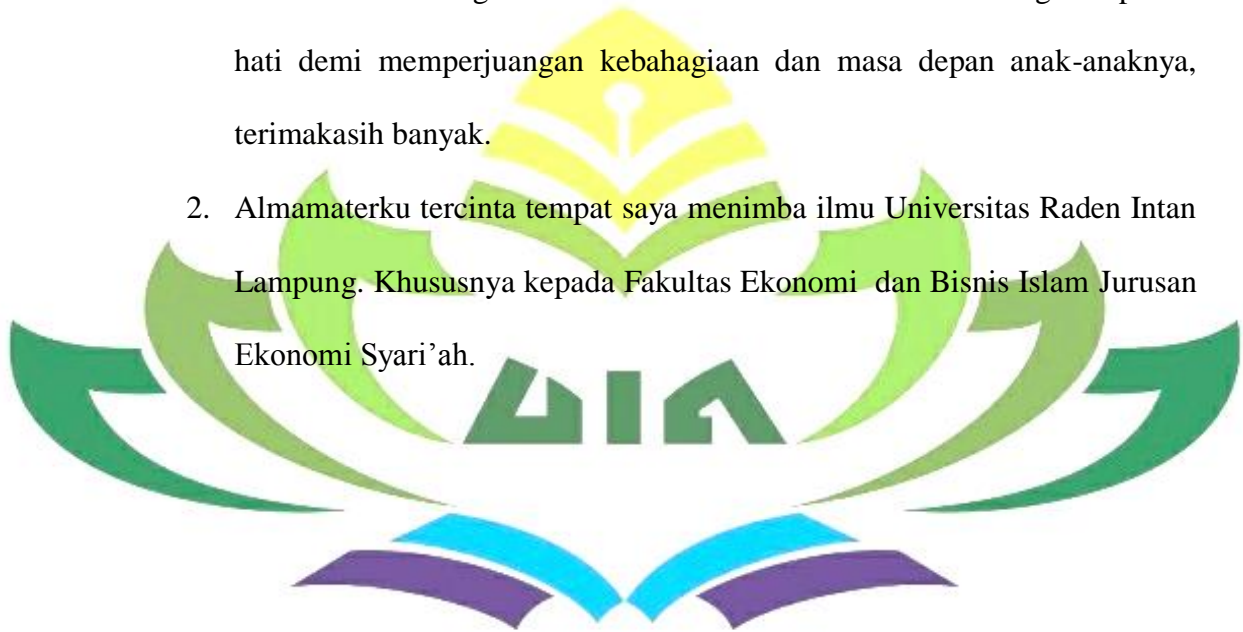 hati demi memperjuangan kebahagiaan dan masa depan anak-anaknya,
terimakasih banyak.
2. Almamaterku tercinta tempat saya menimba ilmu Universitas Raden Intan
Lampung. Khususnya kepada Fakultas Ekonomi dan Bisnis Islam Jurusan
Ekonomi Syari’ah.
UIN